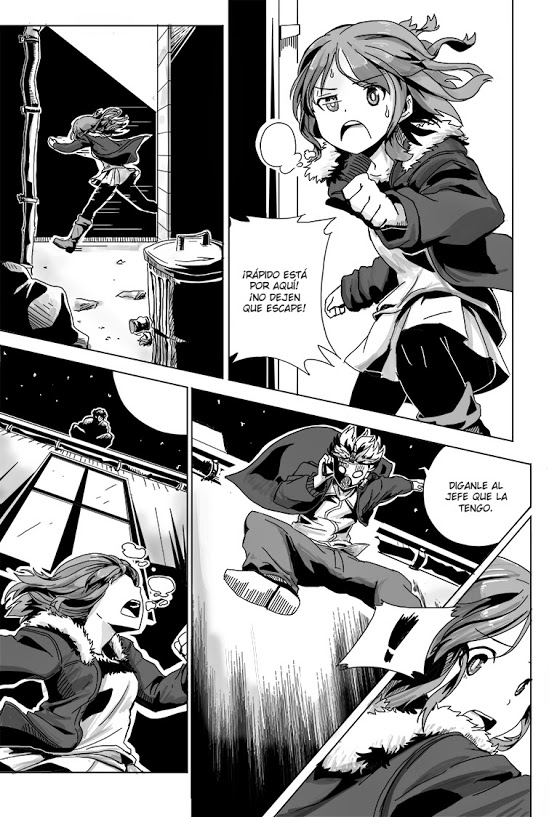 ¡RÁPIDO ESTÁ
POR AQUÍ!
¡NO DEJEN
QUE ESCAPE!
DIGANLE AL
JEFE QUE LA
TENGO.
!